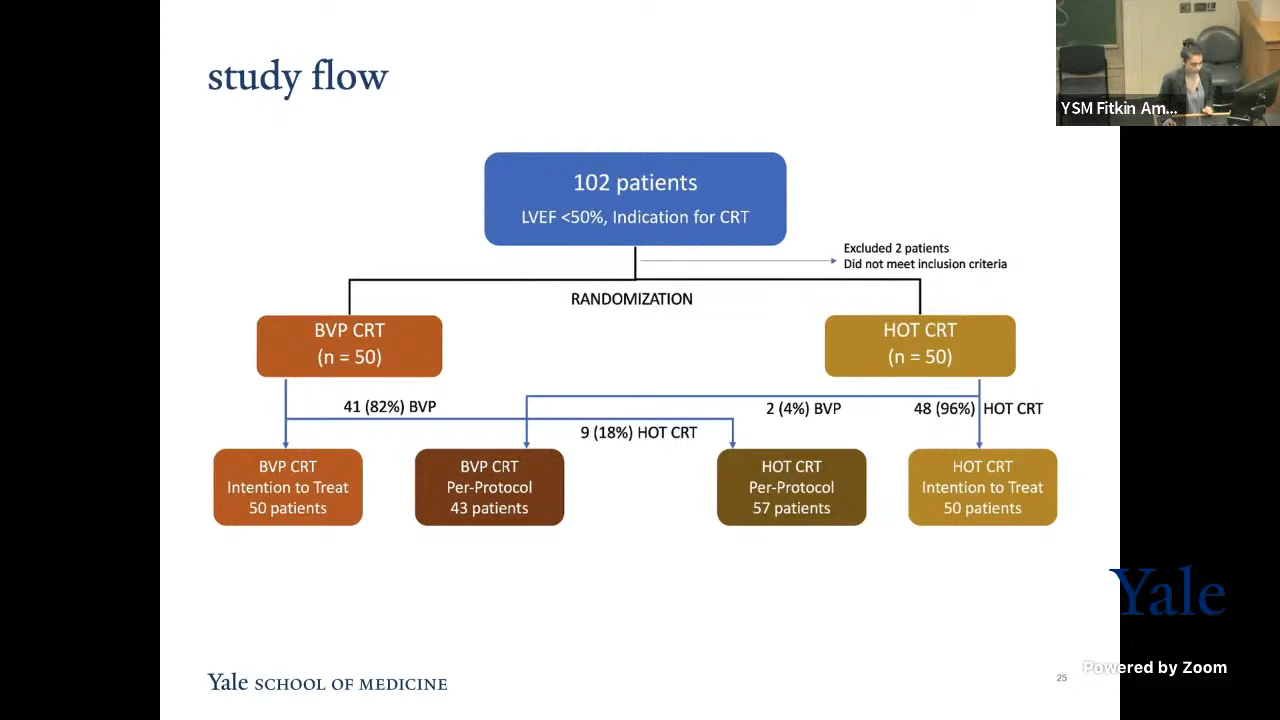 study flow
YSM Fitkin Am...
102 patients
LVEF <50%, Indication for CRT
Excluded 2 patients
Did not meet inclusion criteria
RANDOMIZATION
BVP CRT
(n = 50)
HOT CRT
(n = 50)
41 (82%) BVP
2 (4%) BVP
48 (96%) HOT CRT
9 (18%) HOT CRT
BVP CRT
Intention to Treat
50 patients
BVP CRT
Per-Protocol
43 patients
HOT CRT
Per-Protocol
57 patients
HOT CRT
Intention to Treat
50 patients
Yale
Powered by Zoom
Yale SCHOOL OF MEDICINE
25